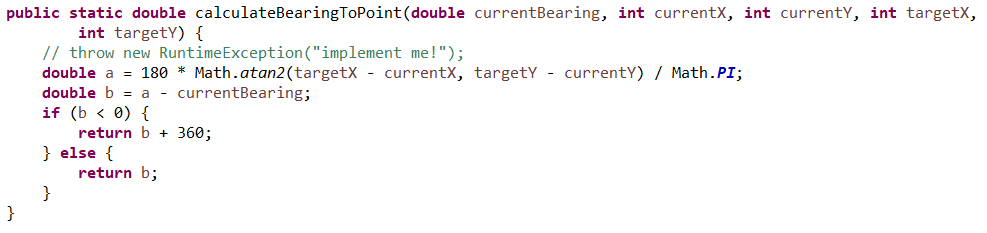 public static double calculateBearingToPoint(double currentBearing, int currentX, int currentY, int targetX,
        int targetY) {
    // throw new RuntimeException("implement me!");
    double a = 180 * Math.atan2(targetX - currentX, targetY - currentY) / Math.PI;
    double b = a - currentBearing;
    if (b < 0) {
        return b + 360;
    } else {
        return b;
    }
}